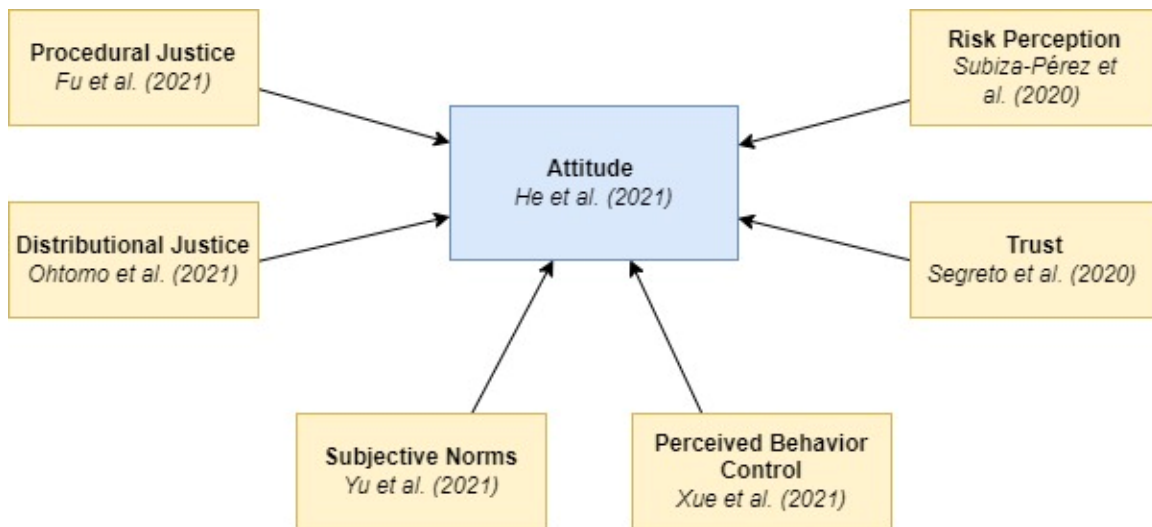 Procedural Justice
Fu et al. (2021)
Risk Perception
Subiza-Pérez et
al. (2020)
Attitude
He et al. (2021)
Distributional Justice
Ohtomo et al. (2021)
Trust
Segreto et al. (2020)
Subjective Norms
Yu et al. (2021)
Perceived Behavior
Control
Xue et al. (2021)